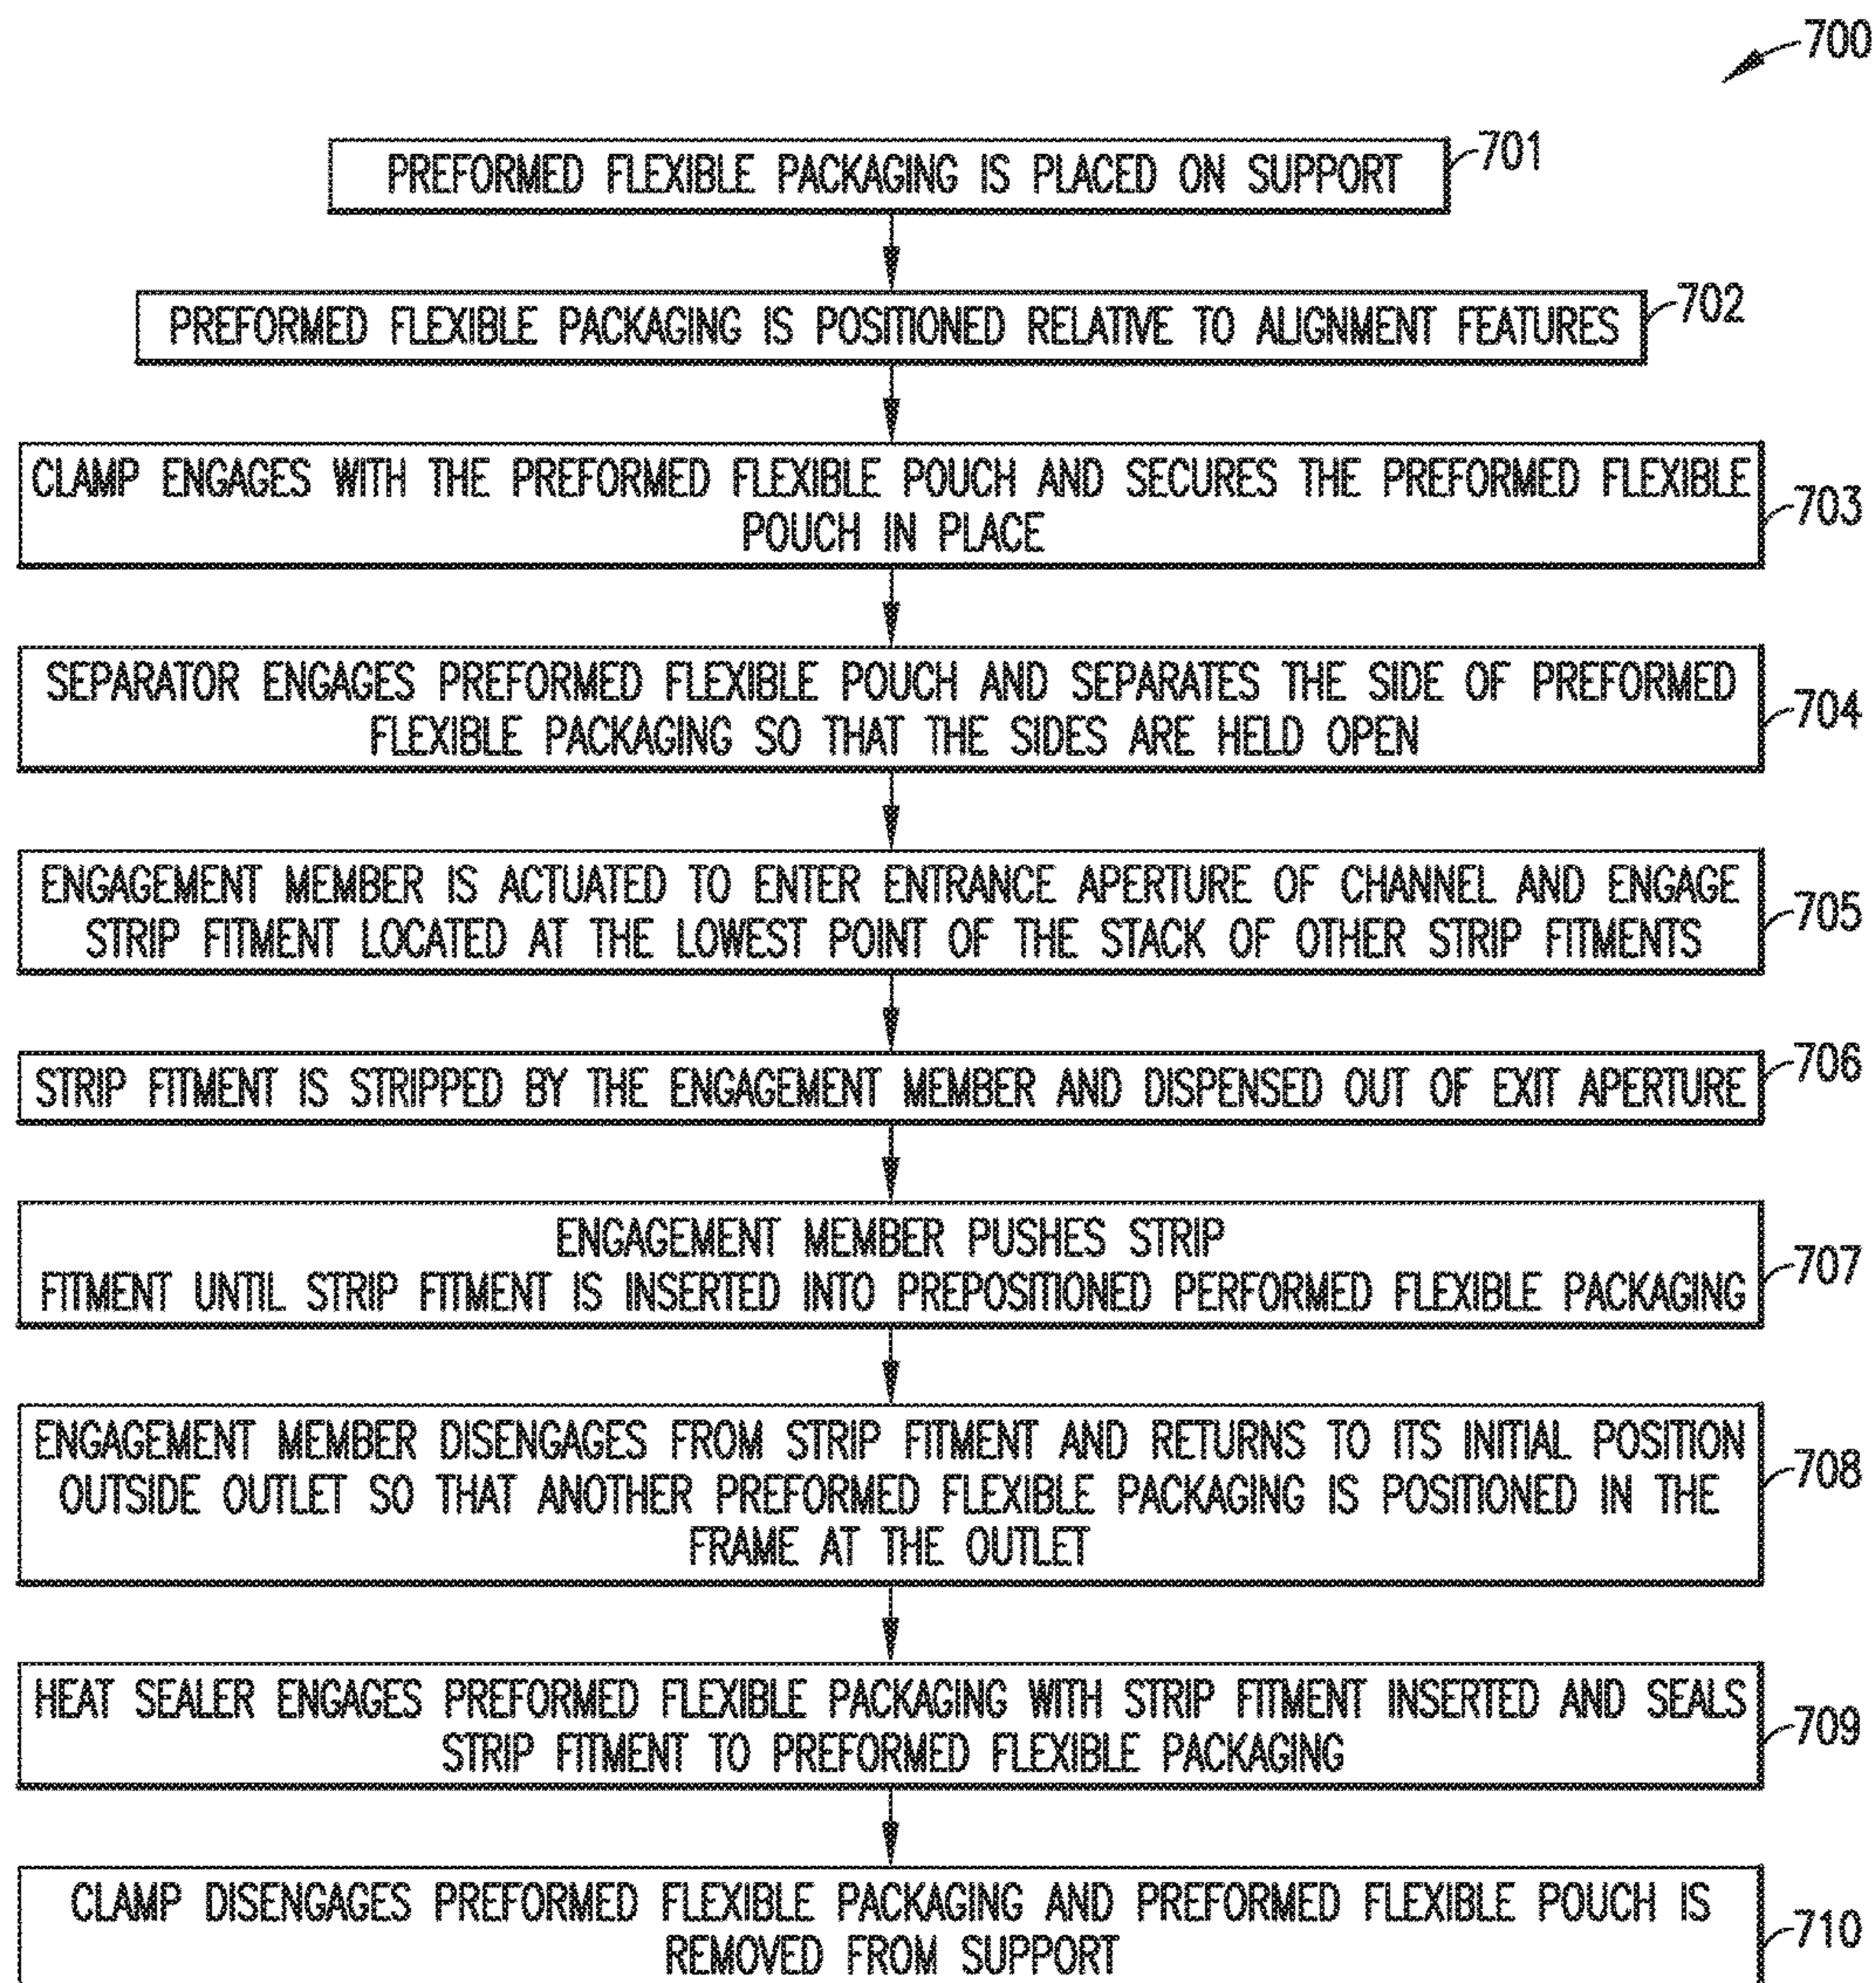 700
PREFORMED FLEXIBLE PACKAGING IS PLACED ON SUPPORT
701
PREFORMED FLEXIBLE PACKAGING IS POSITIONED RELATIVE TO ALIGNMENT FEATURES
702
CLAMP ENGAGES WITH THE PREFORMED FLEXIBLE POUCH AND SECURES THE PREFORMED FLEXIBLE
POUCH IN PLACE
703
SEPARATOR ENGAGES PREFORMED FLEXIBLE POUCH AND SEPARATES THE SIDE OF PREFORMED
FLEXIBLE PACKAGING SO THAT THE SIDES ARE HELD OPEN
704
ENGAGEMENT MEMBER IS ACTUATED TO ENTER ENTRANCE APERTURE OF CHANNEL AND ENGAGE
STRIP FITMENT LOCATED AT THE LOWEST POINT OF THE STACK OF OTHER STRIP FITMENTS
705
STRIP FITMENT IS STRIPPED BY THE ENGAGEMENT MEMBER AND DISPENSED OUT OF EXIT APERTURE
706
ENGAGEMENT MEMBER PUSHES STRIP
FITMENT UNTIL STRIP FITMENT IS INSERTED INTO PREPOSITIONED PERFORMED FLEXIBLE PACKAGING
707
ENGAGEMENT MEMBER DISENGAGES FROM STRIP FITMENT AND RETURNS TO ITS INITIAL POSITION
OUTSIDE OUTLET SO THAT ANOTHER PREFORMED FLEXIBLE PACKAGING IS POSITIONED IN THE
FRAME AT THE OUTLET
708
HEAT SEALER ENGAGES PREFORMED FLEXIBLE PACKAGING WITH STRIP FITMENT INSERTED AND SEALS
STRIP FITMENT TO PREFORMED FLEXIBLE PACKAGING
709
CLAMP DISENGAGES PREFORMED FLEXIBLE PACKAGING AND PREFORMED FLEXIBLE POUCH IS
REMOVED FROM SUPPORT
710